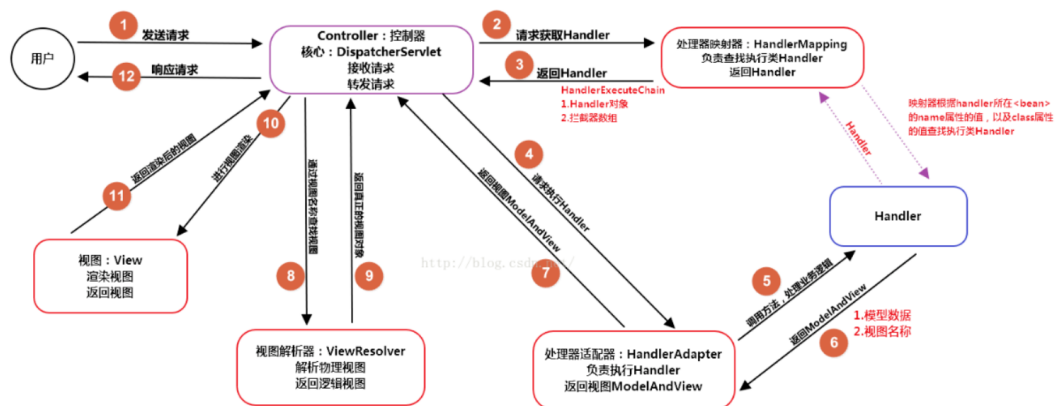 用户
1
发送请求
12
响应请求
Controller：控制器
核心：DispatcherServlet
接收请求
转发请求
2
请求获取Handler
3
返回Handler
HandlerExecuteChain
1.Handler对象
2.拦截器数组
处理器映射器：HandlerMapping
负责查找执行类Handler
返回Handler
映射器根据handler所在<bean>
的name属性的值，以及class属性
的值查找执行类Handler
Handler
Handler
4
请求执行Handler
5
调用方法，处理业务逻辑
6
返回ModelAndView
1.模型数据
2.视图名称
7
返回视图ModelAndView
处理器适配器：HandlerAdapter
负责执行Handler
返回视图ModelAndView
8
通过视图名称查找视图
9
返回真正的视图对象
视图解析器：ViewResolver
解析物理视图
返回逻辑视图
10
进行视图渲染
11
返回渲染后的视图
视图：View
渲染视图
返回视图